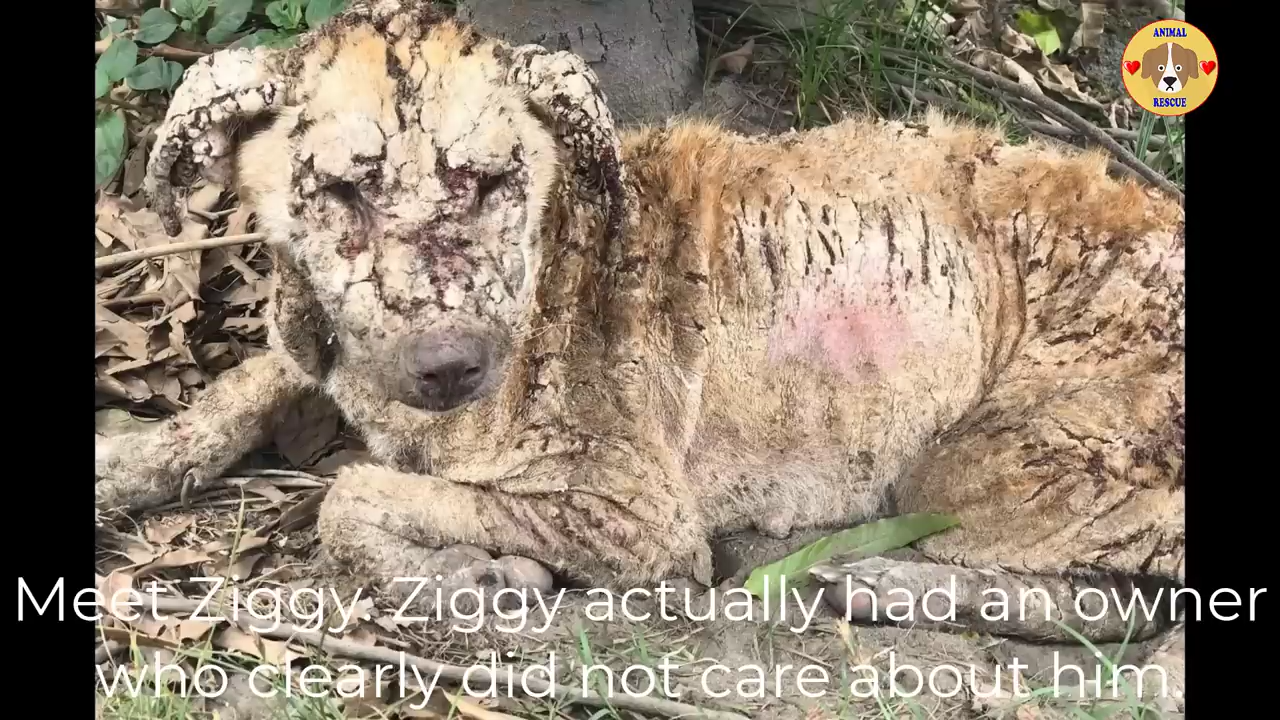 ANIMAL
RESCUE
Meet Ziggy. Ziggy actually had an owner
who clearly did not care about him.